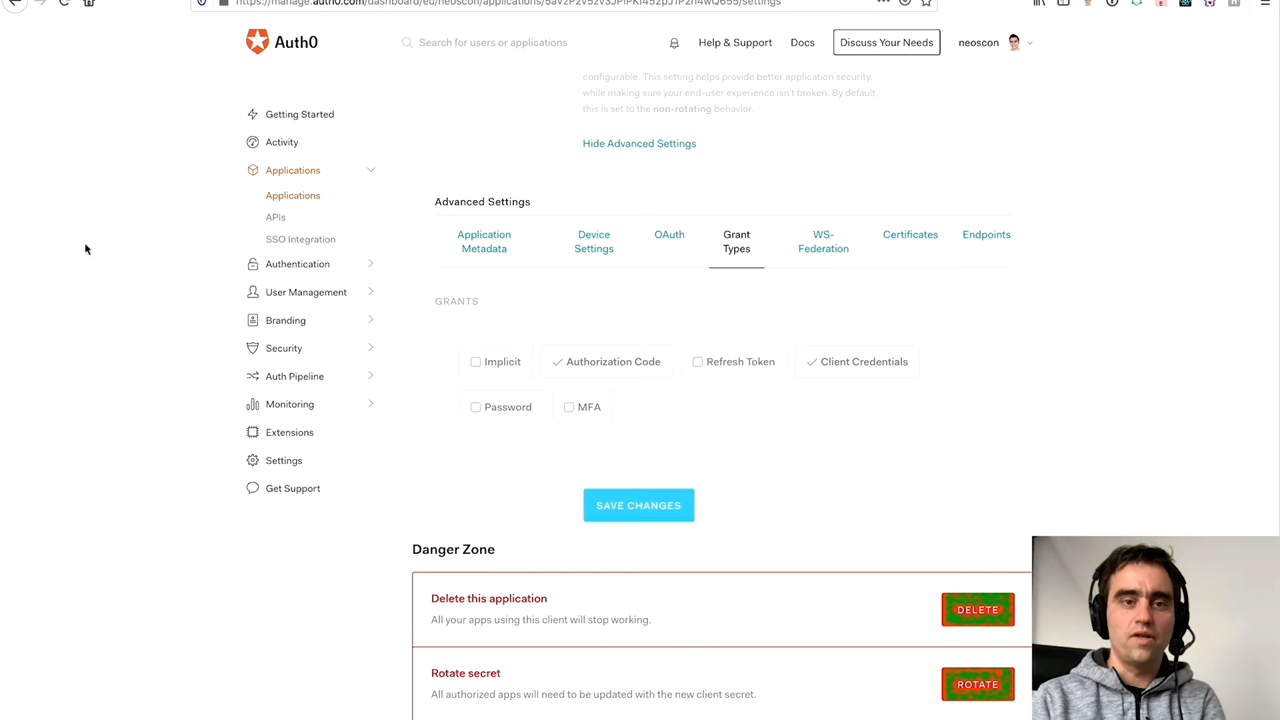 Auth0
Search for users or applications
Help & Support
Docs
Discuss Your Needs
neoscon
configurable. This setting helps provide better application security,
while making sure your end-user experience isn't broken. By default,
this is set to the non-rotating behavior.
Hide Advanced Settings
Getting Started
Activity
Applications
Applications
APIs
SSO Integration
Authentication
User Management
Branding
Security
Auth Pipeline
Monitoring
Extensions
Settings
Get Support
Advanced Settings
Application
Metadata
Device
Settings
OAuth
Grant
Types
WS-
Federation
Certificates
Endpoints
GRANTS
Implicit
Authorization Code
Refresh Token
Client Credentials
Password
MFA
SAVE CHANGES
Danger Zone
Delete this application
All your apps using this client will stop working.
DELETE
Rotate secret
All authorized apps will need to be updated with the new client secret.
ROTATE